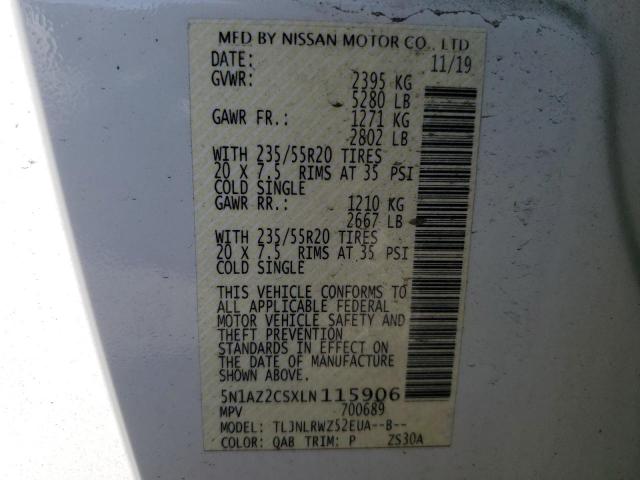 MFD BY NISSAN MOTOR CO., LTD
DATE: 11/19
GVWR: 2395 KG
5280 LB
GAWR FR.: 1271 KG
2802 LB
WITH 235/55R20 TIRES
20 X 7.5 RIMS AT 35 PSI
COLD SINGLE
GAWR RR.: 1210 KG
2667 LB
WITH 235/55R20 TIRES
20 X 7.5 RIMS AT 35 PSI
COLD SINGLE
THIS VEHICLE CONFORMS TO
ALL APPLICABLE FEDERAL
MOTOR VEHICLE SAFETY AND
THEFT PREVENTION
STANDARDS IN EFFECT ON
THE DATE OF MANUFACTURE
SHOWN ABOVE.
5N1AZ2CSXLN115906
MPV 700689
MODEL: TLJNLRWZ52EUA--B--
COLOR: QAB TRIM: P ZS30A